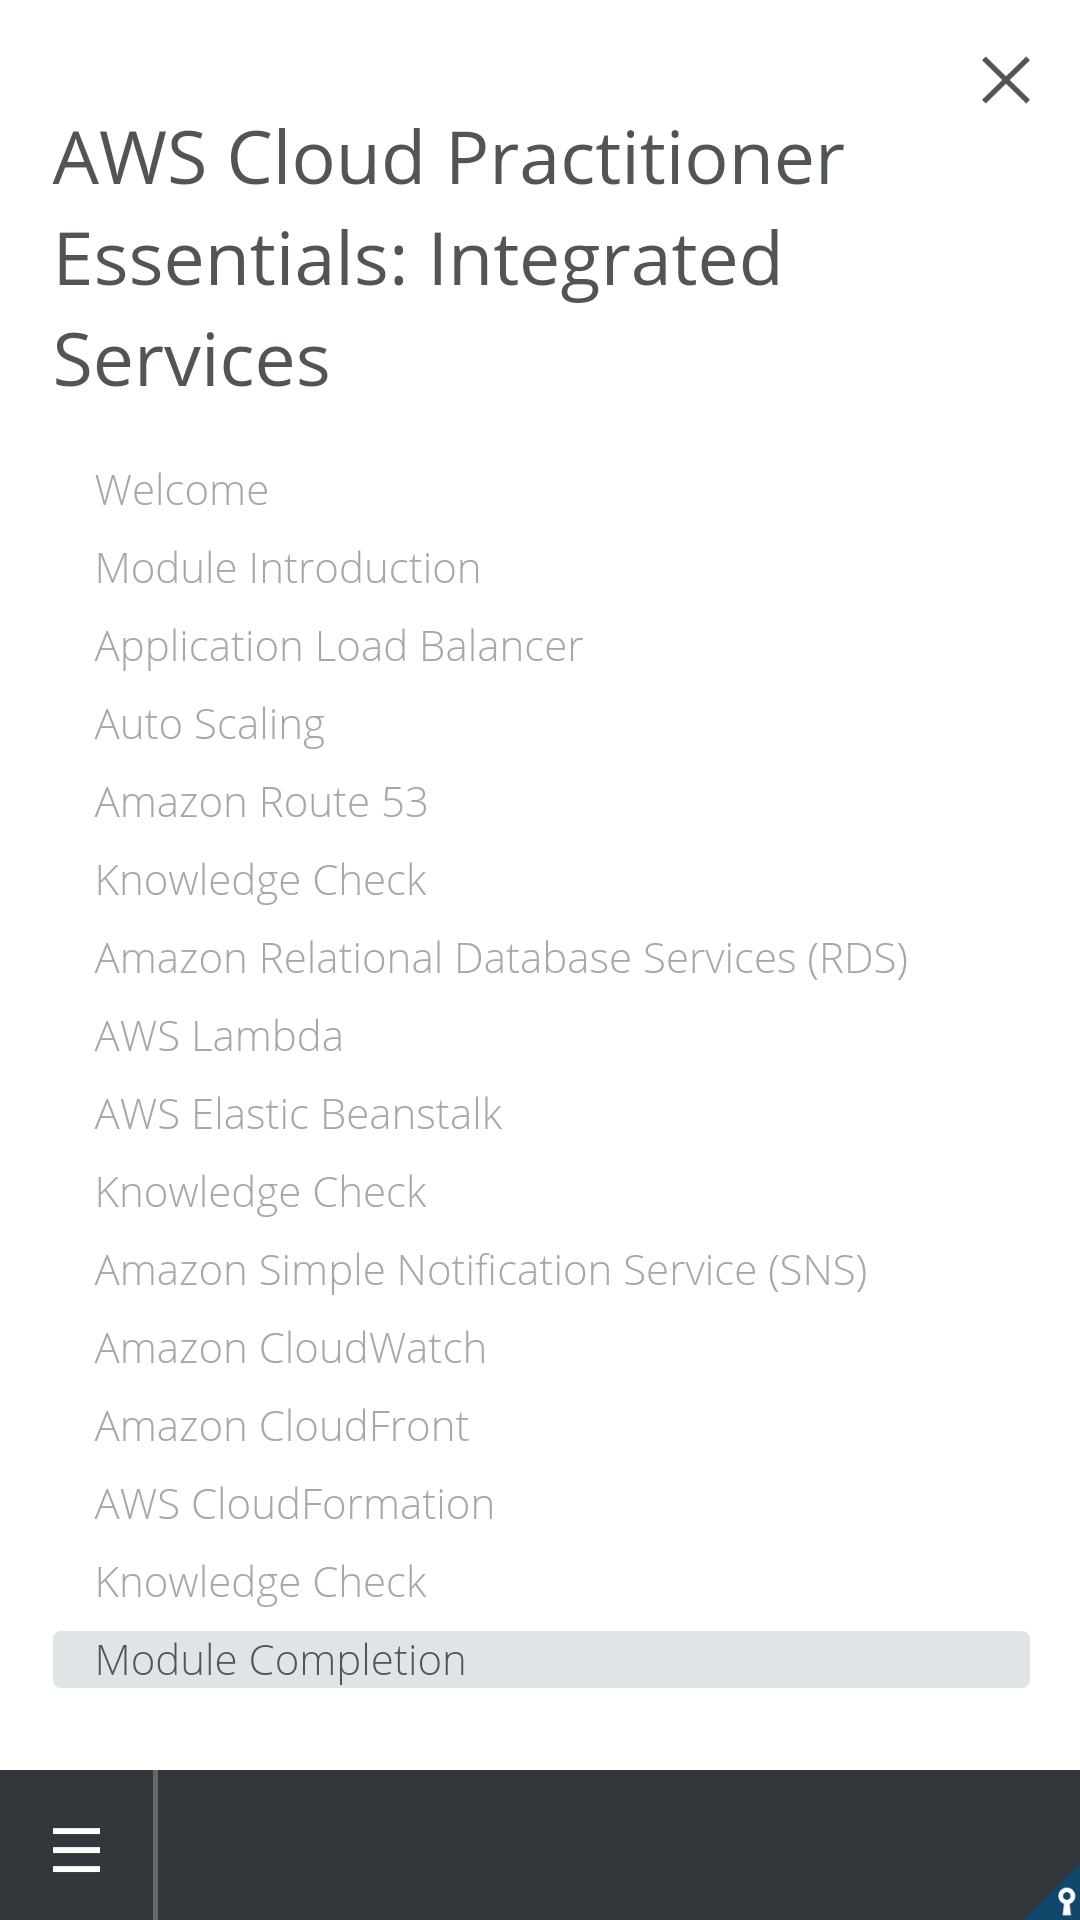 AWS Cloud Practitioner
Essentials: Integrated
Services
Welcome
Module Introduction
Application Load Balancer
Auto Scaling
Amazon Route 53
Knowledge Check
Amazon Relational Database Services (RDS)
AWS Lambda
AWS Elastic Beanstalk
Knowledge Check
Amazon Simple Notification Service (SNS)
Amazon CloudWatch
Amazon CloudFront
AWS CloudFormation
Knowledge Check
Module Completion